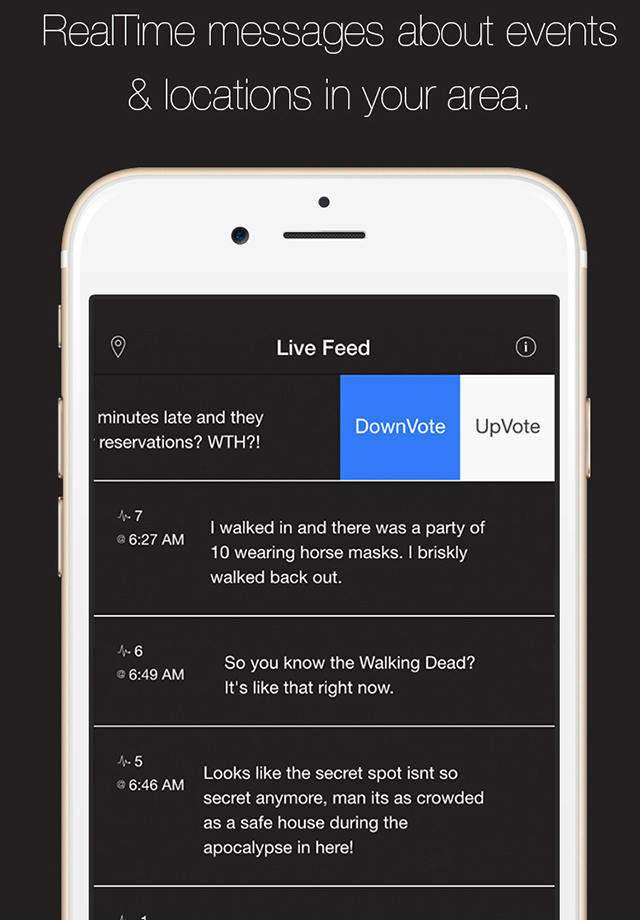 RealTime messages about events
& locations in your area.
Live Feed
minutes late and they
reservations? WTH?!
DownVote
UpVote
7
@ 6:27 AM
I walked in and there was a party of
10 wearing horse masks. I briskly
walked back out.
6
@ 6:49 AM
So you know the Walking Dead?
It's like that right now.
5
@ 6:46 AM
Looks like the secret spot isnt so
secret anymore, man its as crowded
as a safe house during the
apocalypse in here!
1